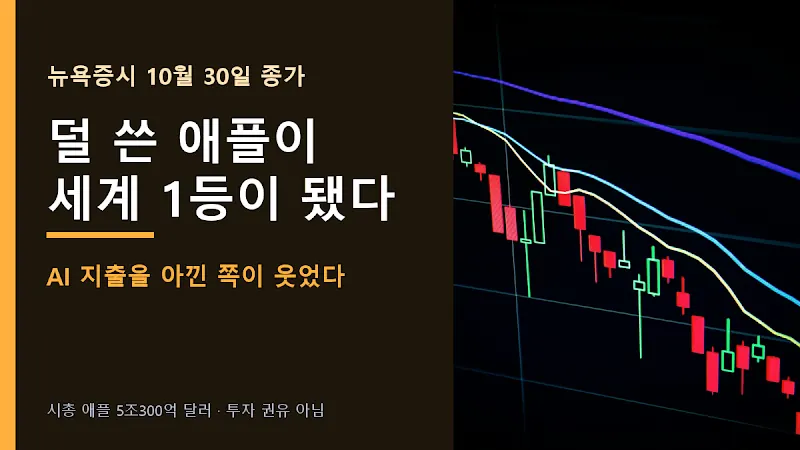 뉴욕증시 10월 30일 종가
덜 쓴 애플이
세계 1등이 됐다
AI 지출을 아낀 쪽이 웃었다
시총 애플 5조300억 달러 · 투자 권유 아님